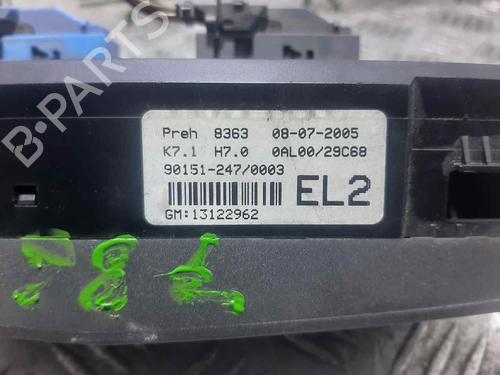 Preh 8363 08-07-2005
K7.1 H7.0 0AL00/29C68
90151-247/0003
EL2
GM:13122962
B-PARTS